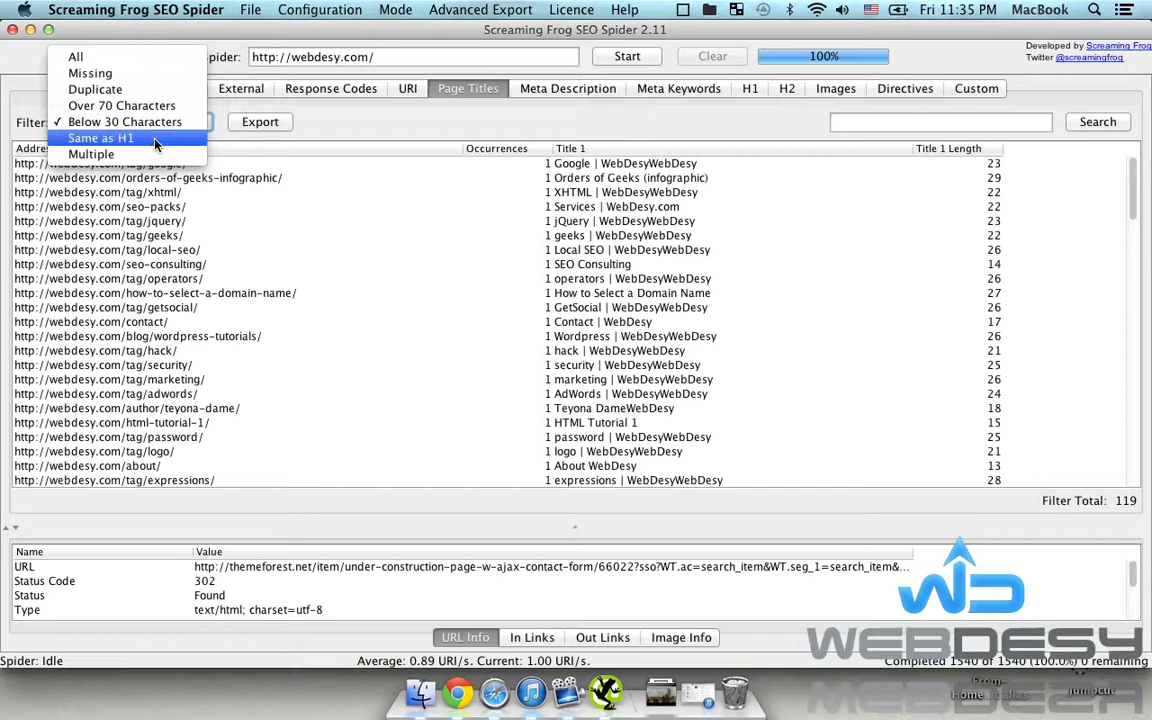 Screaming Frog SEO Spider File Configuration Mode Advanced Export Licence Help Fri 11:35 PM MacBook
Screaming Frog SEO Spider 2.11
spider: http://webdesy.com/ Start Clear 100% Developed by Screaming Frog
Twitter @screamingfrog
All
Missing
Duplicate
Over 70 Characters
✓ Below 30 Characters
Same as H1
Multiple
External Response Codes URI Page Titles Meta Description Meta Keywords H1 H2 Images Directives Custom
Filter: Export Search
Occurrences Title 1 Title 1 Length
http://webdesy.com/tag/google/ 1 Google | WebDesyWebDesy 23
http://webdesy.com/orders-of-geeks-infographic/ 1 Orders of Geeks (infographic) 29
http://webdesy.com/tag/xhtml/ 1 XHTML | WebDesyWebDesy 22
http://webdesy.com/seo-packs/ 1 Services | WebDesy.com 22
http://webdesy.com/tag/jquery/ 1 jQuery | WebDesyWebDesy 23
http://webdesy.com/tag/geeks/ 1 geeks | WebDesyWebDesy 22
http://webdesy.com/tag/local-seo/ 1 Local SEO | WebDesyWebDesy 26
http://webdesy.com/seo-consulting/ 1 SEO Consulting 14
http://webdesy.com/tag/operators/ 1 operators | WebDesyWebDesy 26
http://webdesy.com/how-to-select-a-domain-name/ 1 How to Select a Domain Name 27
http://webdesy.com/tag/getsocial/ 1 GetSocial | WebDesyWebDesy 26
http://webdesy.com/contact/ 1 Contact | WebDesy 17
http://webdesy.com/blog/wordpress-tutorials/ 1 Wordpress | WebDesyWebDesy 26
http://webdesy.com/tag/hack/ 1 hack | WebDesyWebDesy 21
http://webdesy.com/tag/security/ 1 security | WebDesyWebDesy 25
http://webdesy.com/tag/marketing/ 1 marketing | WebDesyWebDesy 26
http://webdesy.com/tag/adwords/ 1 AdWords | WebDesyWebDesy 24
http://webdesy.com/author/teyona-dame/ 1 Teyona DameWebDesy 18
http://webdesy.com/html-tutorial-1/ 1 HTML Tutorial 1 15
http://webdesy.com/tag/password/ 1 password | WebDesyWebDesy 25
http://webdesy.com/tag/logo/ 1 logo | WebDesyWebDesy 21
http://webdesy.com/about/ 1 About WebDesy 13
http://webdesy.com/tag/expressions/ 1 expressions | WebDesyWebDesy 28
Filter Total: 119
Name Value
URL http://themeforest.net/item/under-construction-page-w-ajax-contact-form/66022?sso?WT.ac=search_item&WT.seg_1=search_item&...
Status Code 302
Status Found
Type text/html; charset=utf-8
URL Info In Links Out Links Image Info
WEBDESY
Spider: Idle Average: 0.89 URI/s. Current: 1.00 URI/s. Completed 1540 of 1540 (100.0%) 0 remaining
From-
Home